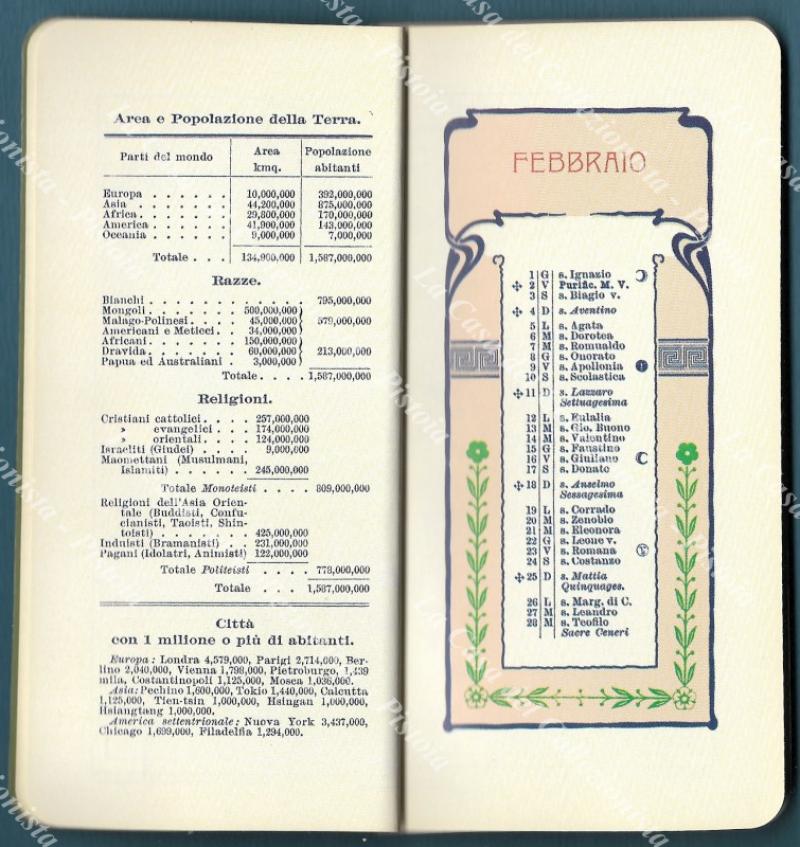 Area e Popolazione della Terra.
Parti del mondo Area kmq. Popolazione abitanti
Europa . . . . . . 10,000,000 392,000,000
Asia . . . . . . 44,200,000 875,000,000
Africa . . . . . . 29,800,000 170,000,000
America . . . . . 41,900,000 143,000,000
Oceania . . . . . 9,000,000 7,000,000
Totale . . . 134,900,000 1,587,000,000
Razze.
Bianchi . . . . . . . . . . . . 795,000,000
Mongoli . . . . . . . 500,000,000
Malago-Polinesi . . . . 45,000,000 579,000,000
Americani e Meticci . . 34,000,000
Africani . . . . . . . 150,000,000
Dravida . . . . . . . 60,000,000 213,000,000
Papua ed Australiani . 3,000,000
Totale . . . . 1,587,000,000
Religioni.
Cristiani cattolici . . . . 257,000,000
» evangelici . . . 174,000,000
» orientali . . . . 124,000,000
Israeliti (Giudei) . . . . 9,000,000
Maomettani (Musulmani,
Islamiti) . . . . . . 245,000,000
Totale Monoteisti . . . . 809,000,000
Religioni dell'Asia Orien-
tale (Buddisti, Confu-
cianisti, Taoisti, Shin-
toisti) . . . . . . . 425,000,000
Induisti (Bramanisti) . . 231,000,000
Pagani (Idolatri, Animisti) 122,000,000
Totale Politeisti . . . . 778,000,000
Totale . . . 1,587,000,000
Città
con 1 milione o più di abitanti.
Europa: Londra 4,579,000, Parigi 2,714,000, Ber-
lino 2,040,000, Vienna 1,798,000, Pietroburgo, 1,439
mila, Costantinopoli 1,125,000, Mosca 1,036,000.
Asia: Pechino 1,600,000, Tokio 1,440,000, Calcutta
1,125,000, Tien-tsin 1,000,000, Hsingan 1,000,000,
Hsiangtang 1,000,000.
America settentrionale: Nuova York 3,437,000,
Chicago 1,699,000, Filadelfia 1,294.000.
FEBBRAIO
1 G s. Ignazio
2 V Purific. M. V.
3 S s. Biagio v.
4 D s. Aventino
5 L s. Agata
6 M s. Dorotea
7 M s. Romualdo
8 G s. Onorato
9 V s. Apollonia
10 S s. Scolastica
11 D s. Lazzaro
Settuagesima
12 L s. Eulalia
13 M s. Gio. Buono
14 M s. Valentino
15 G s. Faustino
16 V s. Giuliano
17 S s. Donato
18 D s. Anselmo
Sessagesima
19 L s. Corrado
20 M s. Zenobio
21 M s. Eleonora
22 G s. Leone v.
23 V s. Romana
24 S s. Costanzo
25 D s. Mattia
Quinquages.
26 L s. Marg. di C.
27 M s. Leandro
28 M s. Teofilo
Sacre Ceneri
La Casa del Collezionista - Pistoia